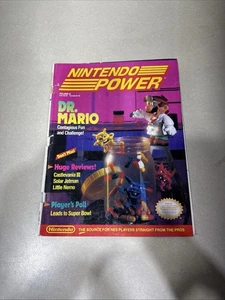 NINTENDO
POWER
DR.
MARIO
Contagious Fun
and Challenge!
Huge Reviews!
Castlevania III
Solar Jetman
Little Nemo
Player's Poll
Leads to Super Bowl
Nintendo
THE SOURCE FOR NES PLAYERS STRAIGHT FROM THE PROS